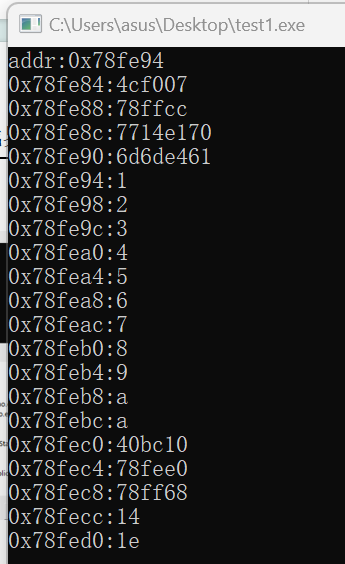 C:\Users\asus\Desktop\test1.exe
addr:0x78fe94
0x78fe84:4cf007
0x78fe88:78ffcc
0x78fe8c:7714e170
0x78fe90:6d6de461
0x78fe94:1
0x78fe98:2
0x78fe9c:3
0x78fea0:4
0x78fea4:5
0x78fea8:6
0x78feac:7
0x78feb0:8
0x78feb4:9
0x78feb8:a
0x78febc:a
0x78fec0:40bc10
0x78fec4:78fee0
0x78fec8:78ff68
0x78fecc:14
0x78fed0:1e